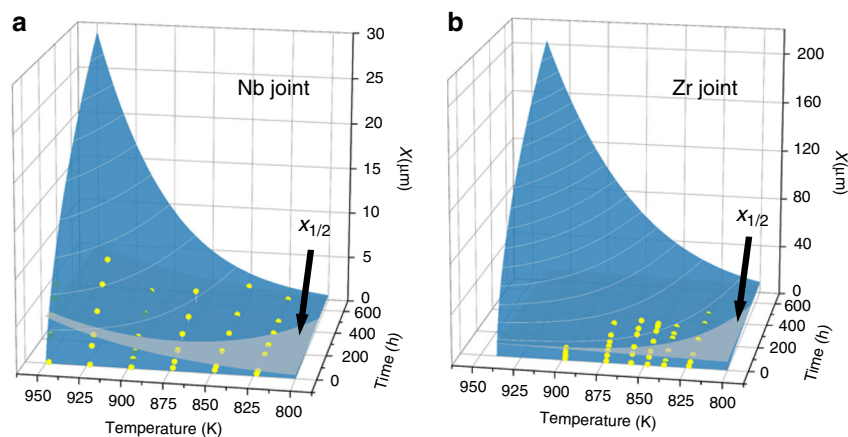 a
Nb joint
30
25
20
15
10
5
0
X(μm)
x1/2
600
400
200
0
Time (h)
950 925 900 875 850 825 800
Temperature (K)
b
Zr joint
200
160
120
80
40
0
X(μm)
x1/2
600
400
200
0
Time (h)
950 925 900 875 850 825 800
Temperature (K)